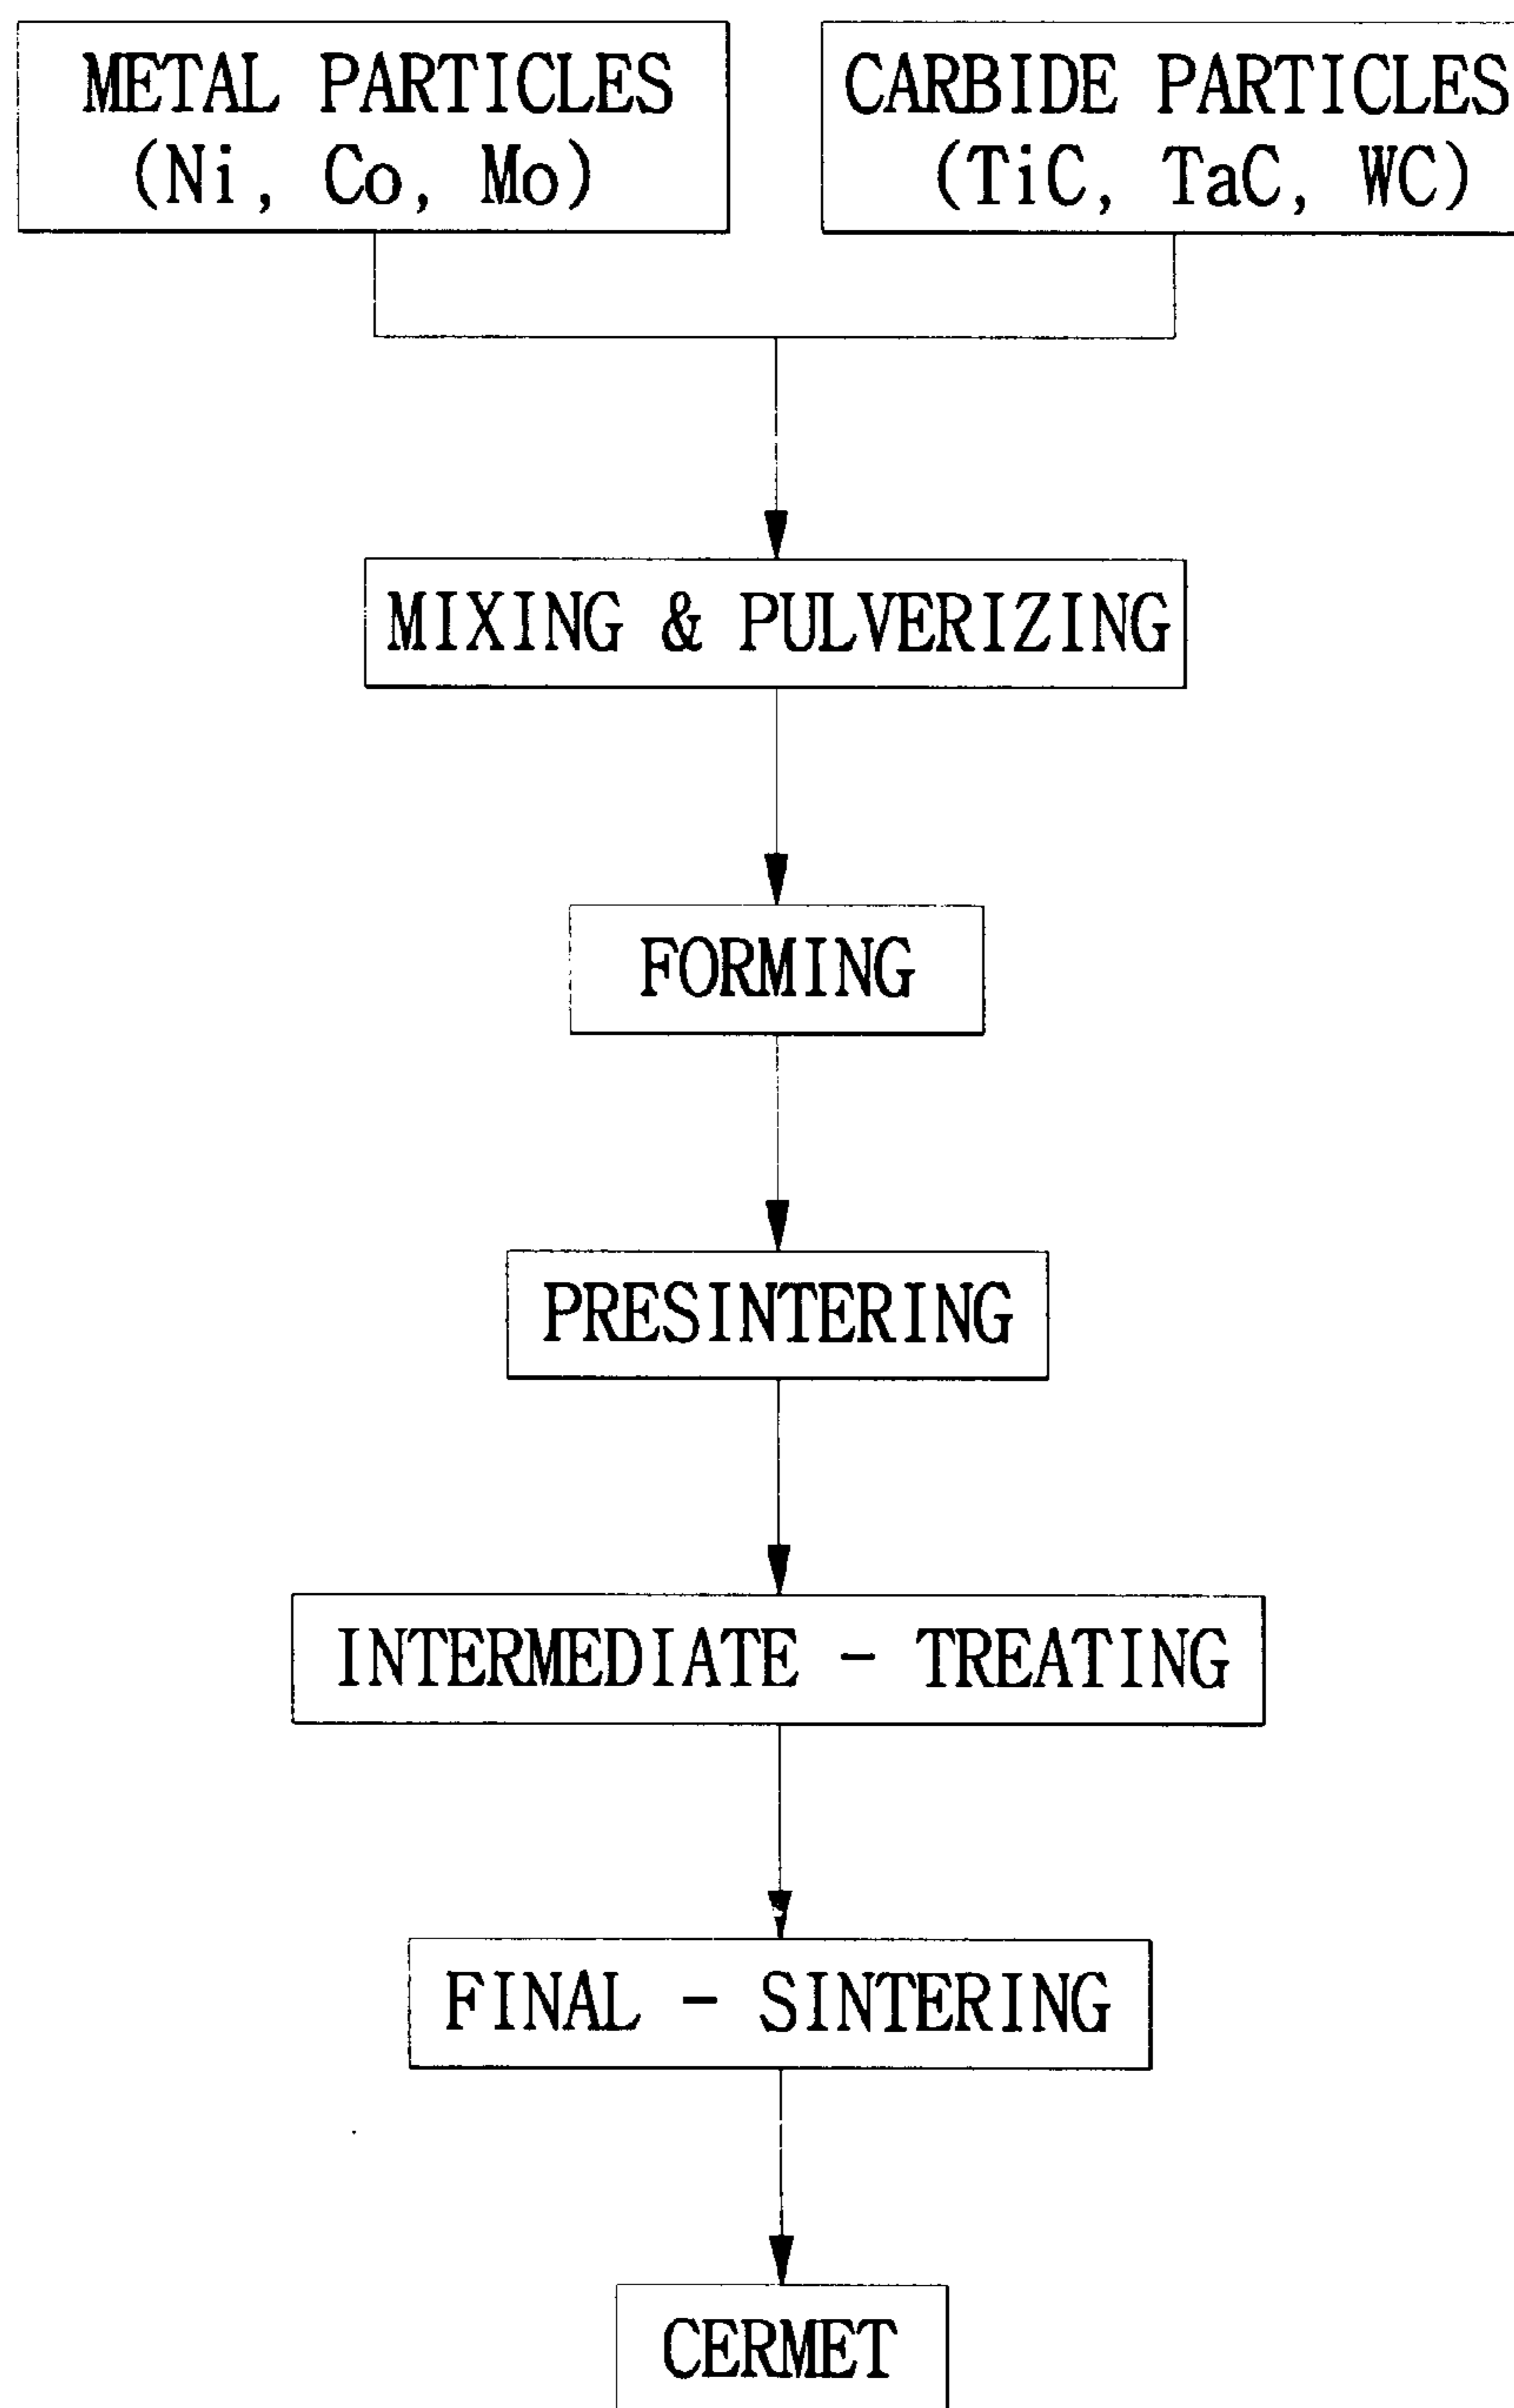 METAL PARTICLES
(Ni, Co, Mo)
CARBIDE PARTICLES
(TiC, TaC, WC)
MIXING & PULVERIZING
FORMING
PRESINTERING
INTERMEDIATE - TREATING
FINAL - SINTERING
CERMET